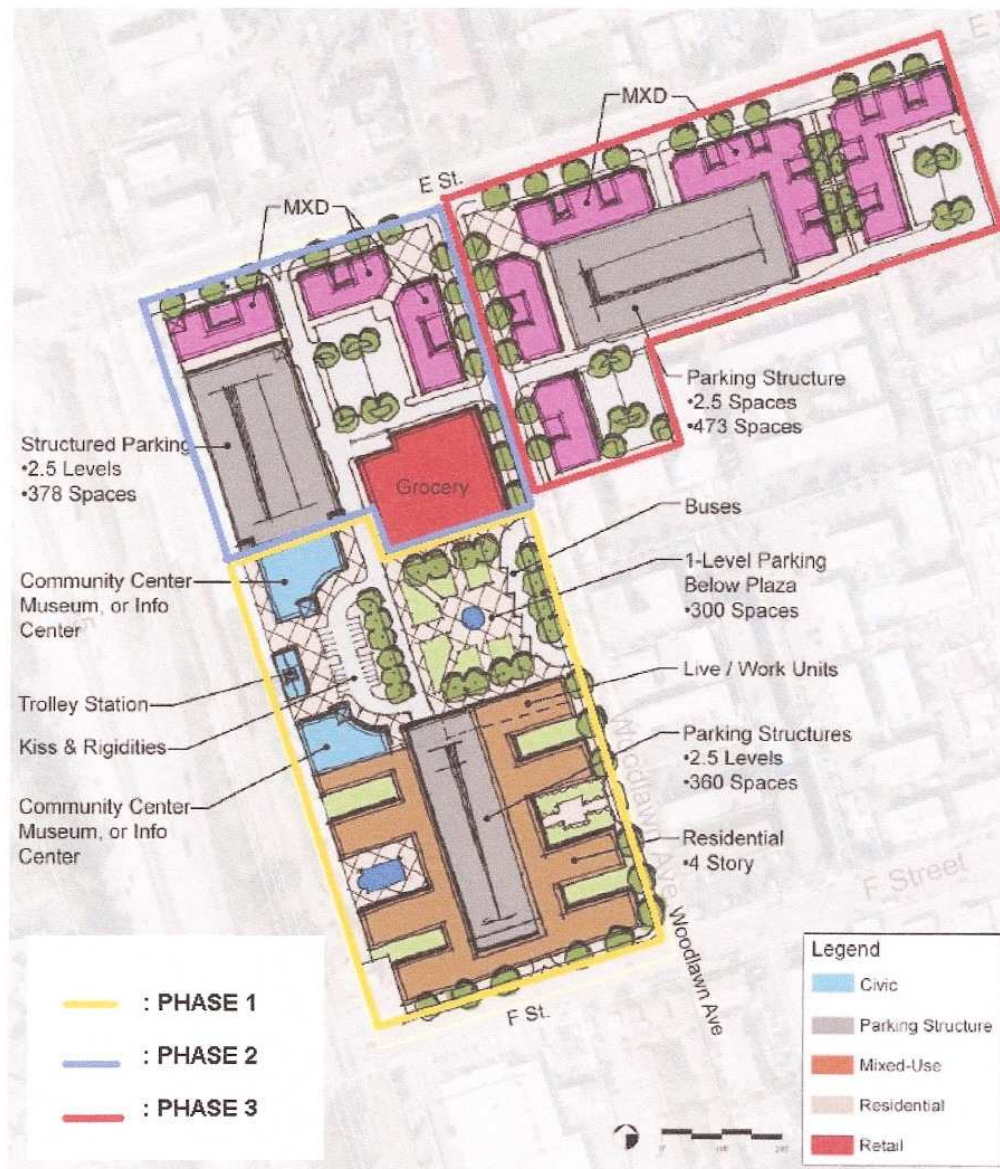 E
MXD
E St.
MXD
Parking Structure
•2.5 Spaces
•473 Spaces
Structured Parking
•2.5 Levels
•378 Spaces
Grocery
Buses
1-Level Parking
Below Plaza
•300 Spaces
Community Center
Museum, or Info
Center
Live / Work Units
Trolley Station
Kiss & Rigidities
Parking Structures
•2.5 Levels
•360 Spaces
Community Center
Museum, or Info
Center
Residential
•4 Story
Woodlawn Ave
F Street
Woodlawn Ave
F St.
: PHASE 1
: PHASE 2
: PHASE 3
Legend
Civic
Parking Structure
Mixed-Use
Residential
Retail